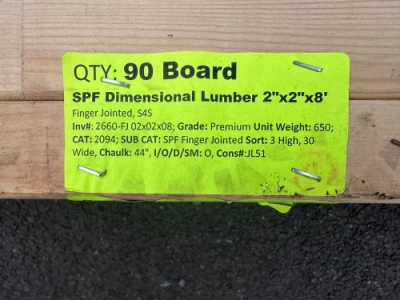 QTY: 90 Board
SPF Dimensional Lumber 2"x2"x8'
Finger Jointed, S4S
Inv#: 2660-FJ 02x02x08; Grade: Premium Unit Weight: 650;
CAT: 2094; SUB CAT: SPF Finger Jointed Sort: 3 High, 30
Wide, Chaulk: 44", I/O/D/SM: O, Cons#:JL51